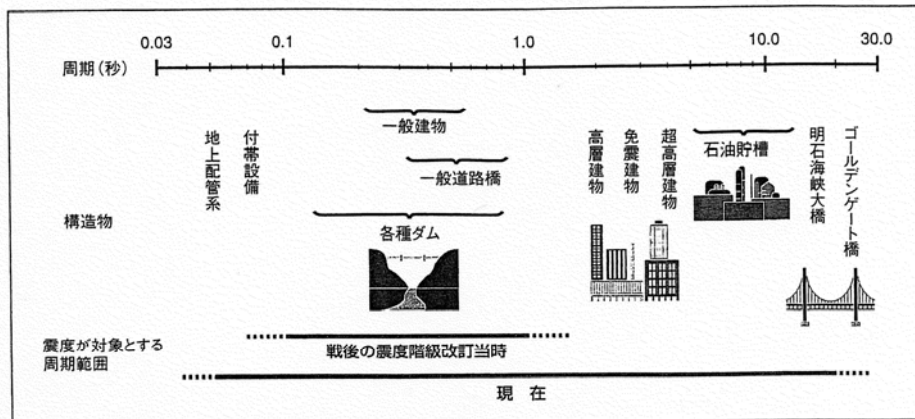 0.03 0.1 1.0 10.0 30.0
周期(秒)
構造物
地上配管系
付帯設備
一般建物
一般道路橋
各種ダム
高層建物
免震建物
超高層建物
石油貯槽
明石海峡大橋
ゴールデンゲート橋
震度が対象とする
周期範囲
戦後の震度階級改訂当時
現在